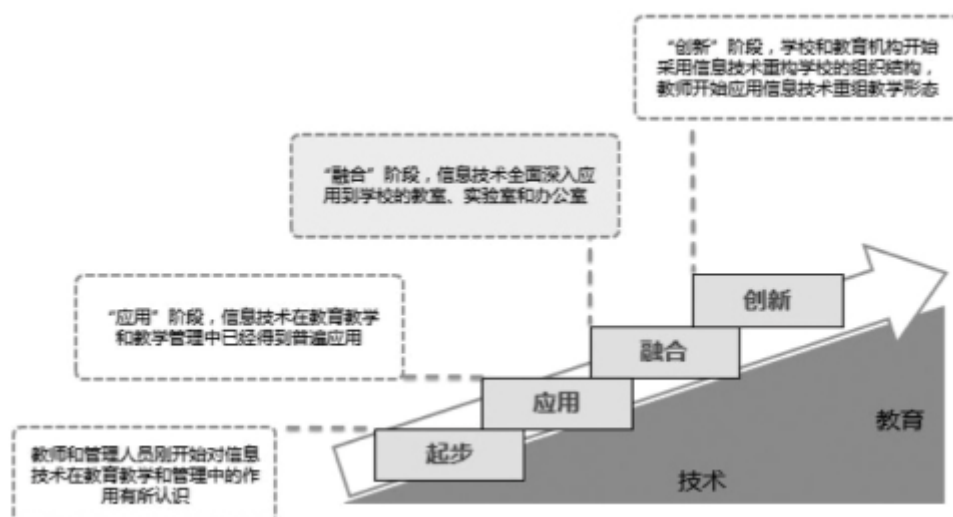 “创新”阶段，学校和教育机构开始
采用信息技术重构学校的组织结构，
教师开始应用信息技术重组教学形态
“融合”阶段，信息技术全面深入应
用到学校的教室、实验室和办公室
创新
“应用”阶段，信息技术在教育教学
和教学管理中已经得到普遍应用
融合
应用
教育
教师和管理人员刚开始对信息
技术在教育教学和管理中的作
用有所认识
起步
技术